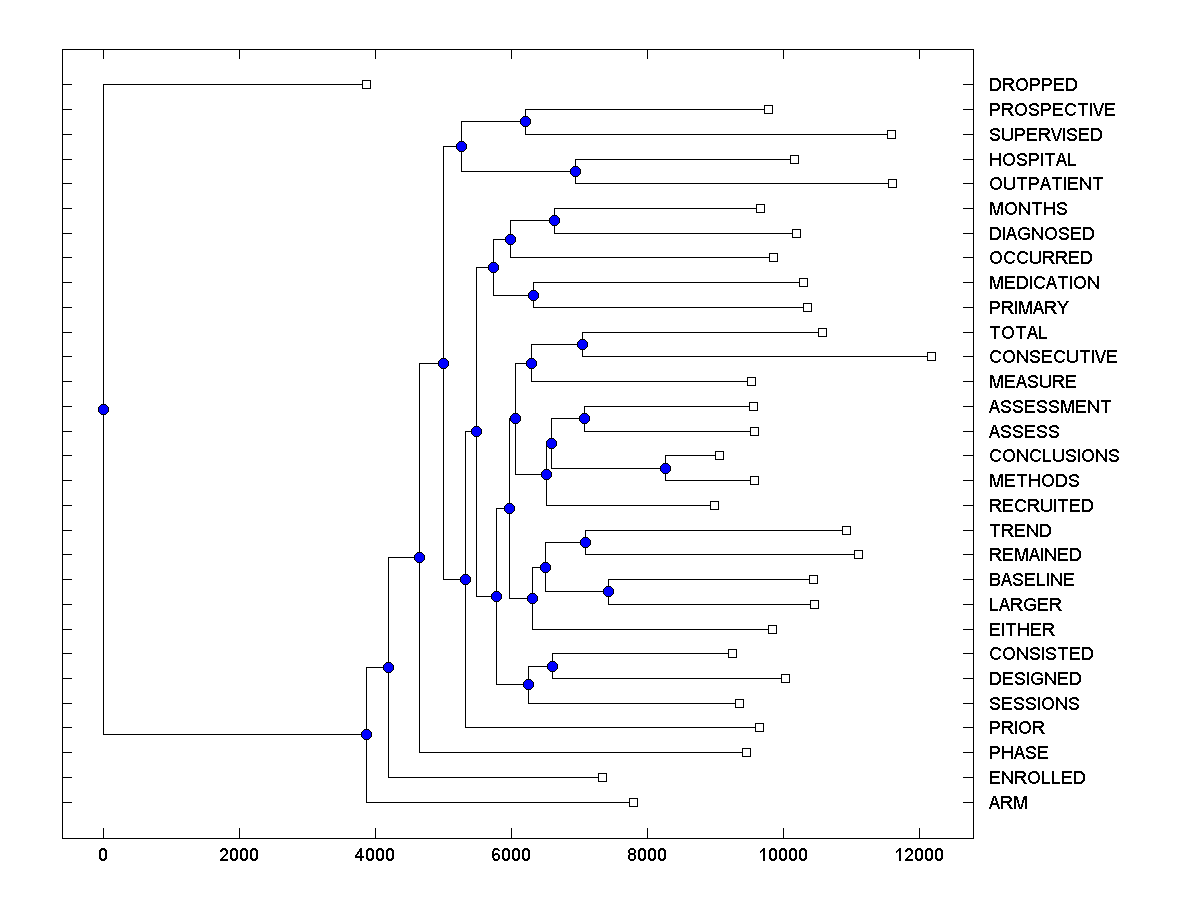 DROPPED
PROSPECTIVE
SUPERVISED
HOSPITAL
OUTPATIENT
MONTHS
DIAGNOSED
OCCURRED
MEDICATION
PRIMARY
TOTAL
CONSECUTIVE
MEASURE
ASSESSMENT
ASSESS
CONCLUSIONS
METHODS
RECRUITED
TREND
REMAINED
BASELINE
LARGER
EITHER
CONSISTED
DESIGNED
SESSIONS
PRIOR
PHASE
ENROLLED
ARM
0 2000 4000 6000 8000 10000 12000